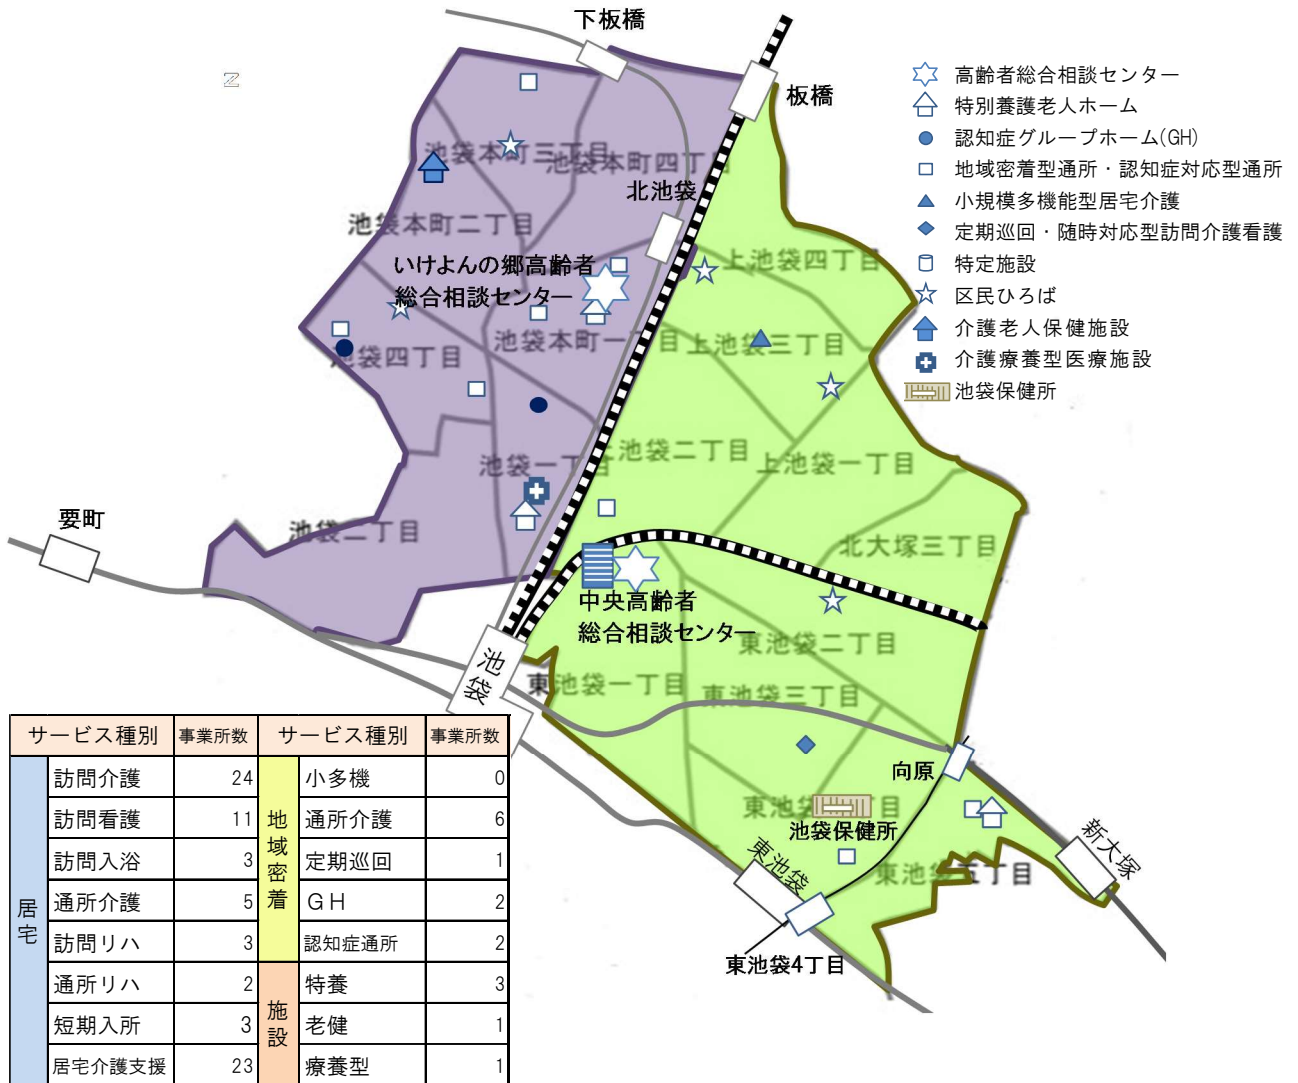 下板橋
板橋
北池袋
池袋本町三丁目
池袋本町四丁目
池袋本町二丁目
いけよんの郷高齢者
総合相談センター
池袋本町一丁目
池袋四丁目
上池袋四丁目
上池袋三丁目
上池袋二丁目
上池袋一丁目
池袋一丁目
池袋二丁目
北大塚三丁目
要町
中央高齢者
総合相談センター
池袋
東池袋一丁目
東池袋二丁目
東池袋三丁目
向原
池袋保健所
東池袋
東池袋五丁目
新大塚
東池袋4丁目
高齢者総合相談センター
特別養護老人ホーム
認知症グループホーム(GH)
地域密着型通所・認知症対応型通所
小規模多機能型居宅介護
定期巡回・随時対応型訪問介護看護
特定施設
区民ひろば
介護老人保健施設
介護療養型医療施設
池袋保健所
サービス種別 事業所数 サービス種別 事業所数
居宅 訪問介護 24 地域密着 小多機 0
訪問看護 11 通所介護 6
訪問入浴 3 定期巡回 1
通所介護 5 GH 2
訪問リハ 3 認知症通所 2
通所リハ 2 施設 特養 3
短期入所 3 老健 1
居宅介護支援 23 療養型 1